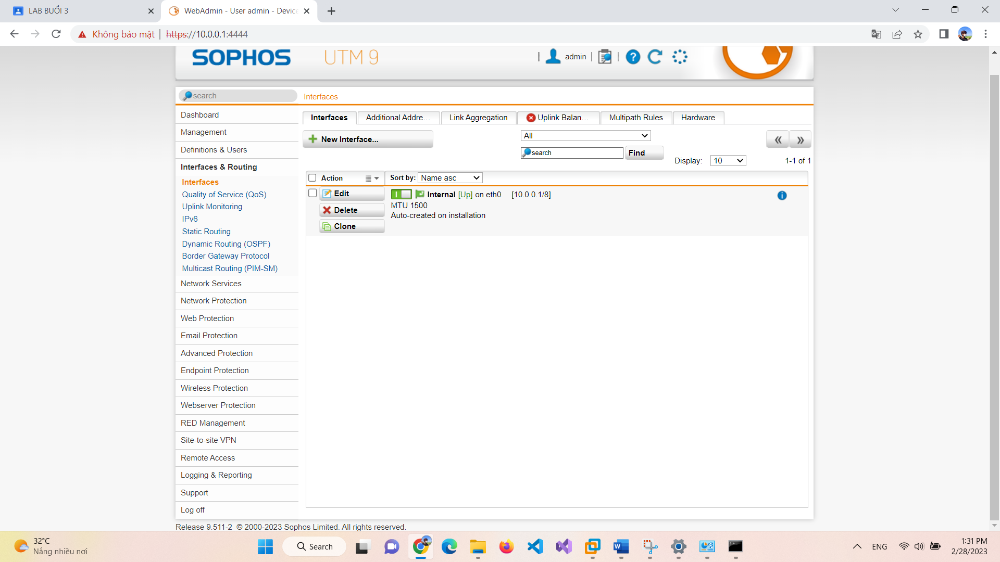 LAB BUỔI 3
WebAdmin - User admin - Device
Không bảo mật
https://10.0.0.1:4444
SOPHOS
UTM 9
admin
search
Interfaces
Dashboard
Management
Definitions & Users
Interfaces & Routing
Interfaces
Quality of Service (QoS)
Uplink Monitoring
IPv6
Static Routing
Dynamic Routing (OSPF)
Border Gateway Protocol
Multicast Routing (PIM-SM)
Network Services
Network Protection
Web Protection
Email Protection
Advanced Protection
Endpoint Protection
Wireless Protection
Webserver Protection
RED Management
Site-to-site VPN
Remote Access
Logging & Reporting
Support
Log off
Interfaces
Additional Addre...
Link Aggregation
Uplink Balan...
Multipath Rules
Hardware
New Interface...
All
search
Find
Display:
10
1-1 of 1
Action
Sort by:
Name asc
Edit
Delete
Clone
Internal [Up] on eth0 [10.0.0.1/8]
MTU 1500
Auto-created on installation
Release 9.511-2 © 2000-2023 Sophos Limited. All rights reserved.
32°C
Nắng nhiều nơi
Search
ENG
1:31 PM
2/28/2023